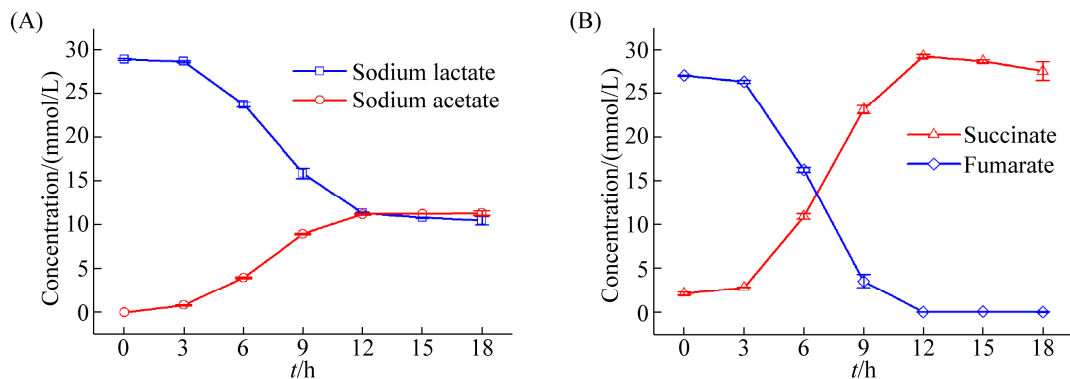 (A)
Concentration/(mmol/L)
30
25
20
15
10
5
0
Sodium lactate
Sodium acetate
0 3 6 9 12 15 18
t/h
(B)
Concentration/(mmol/L)
30
25
20
15
10
5
0
Succinate
Fumarate
0 3 6 9 12 15 18
t/h